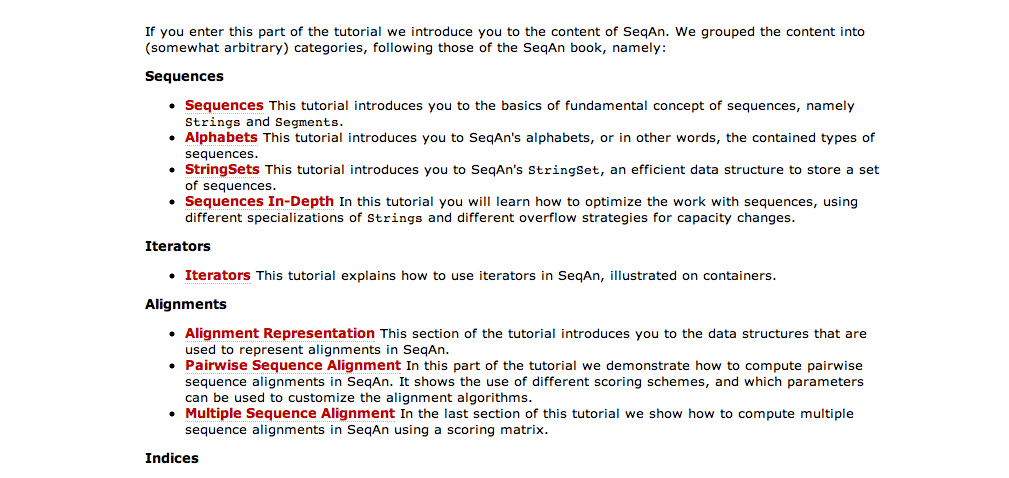 If you enter this part of the tutorial we introduce you to the content of SeqAn. We grouped the content into
(somewhat arbitrary) categories, following those of the SeqAn book, namely:
Sequences
• Sequences This tutorial introduces you to the basics of fundamental concept of sequences, namely
Strings and Segments.
• Alphabets This tutorial introduces you to SeqAn's alphabets, or in other words, the contained types of
sequences.
• StringSets This tutorial introduces you to SeqAn's StringSet, an efficient data structure to store a set
of sequences.
• Sequences In-Depth In this tutorial you will learn how to optimize the work with sequences, using
different specializations of Strings and different overflow strategies for capacity changes.
Iterators
• Iterators This tutorial explains how to use iterators in SeqAn, illustrated on containers.
Alignments
• Alignment Representation This section of the tutorial introduces you to the data structures that are
used to represent alignments in SeqAn.
• Pairwise Sequence Alignment In this part of the tutorial we demonstrate how to compute pairwise
sequence alignments in SeqAn. It shows the use of different scoring schemes, and which parameters
can be used to customize the alignment algorithms.
• Multiple Sequence Alignment In the last section of this tutorial we show how to compute multiple
sequence alignments in SeqAn using a scoring matrix.
Indices